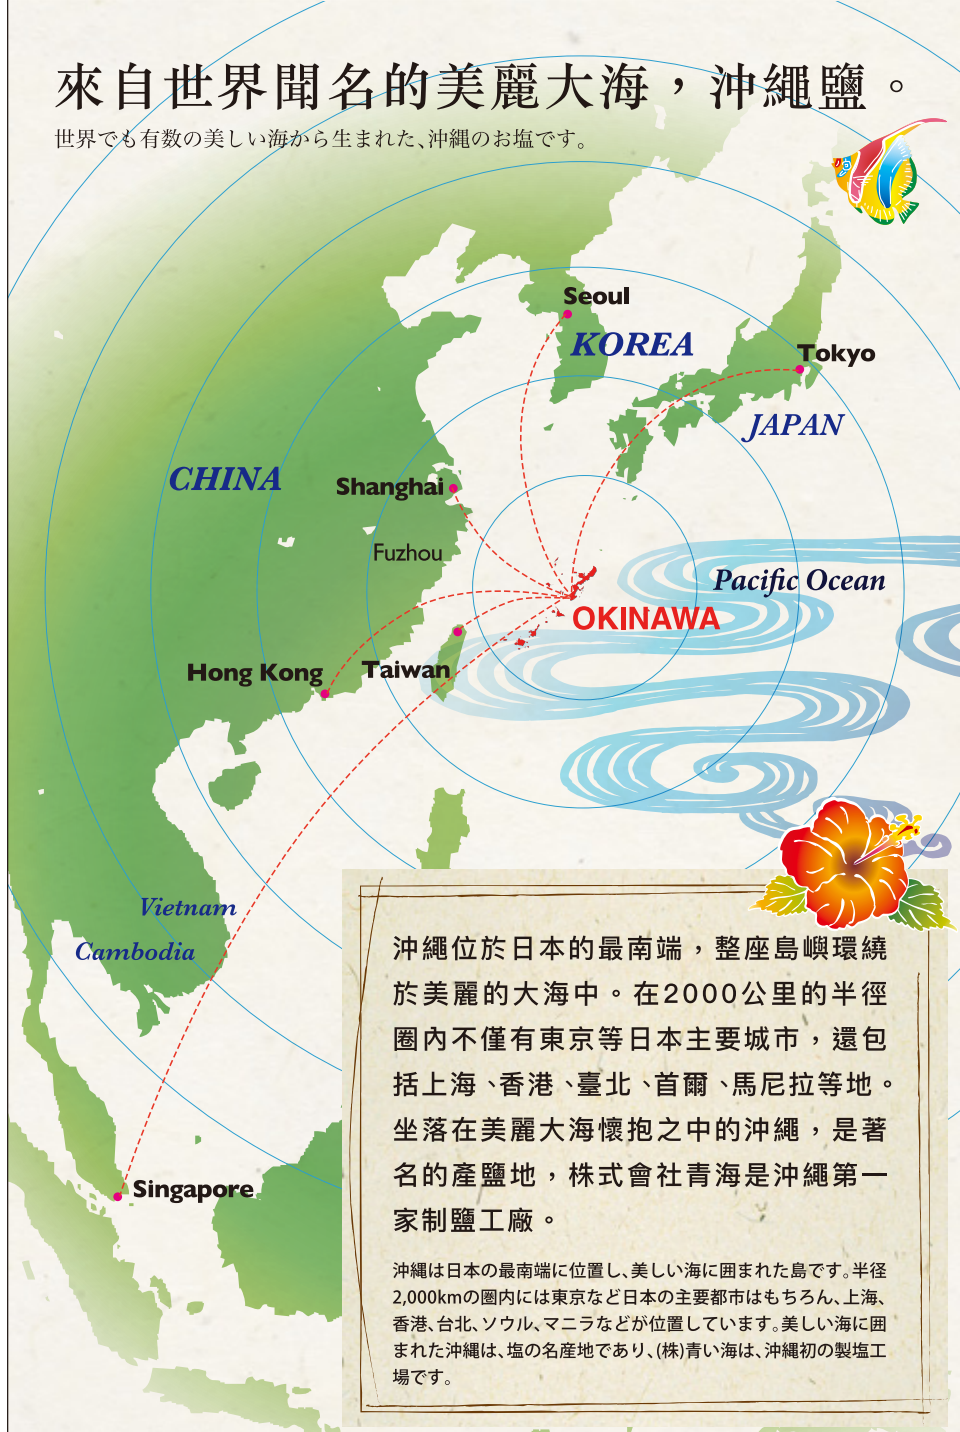 來自世界聞名的美麗大海，沖繩鹽。
世界でも有数の美しい海から生まれた、沖縄のお塩です。
Seoul
KOREA
Tokyo
JAPAN
CHINA
Shanghai
Fuzhou
Pacific Ocean
OKINAWA
Hong Kong
Taiwan
Vietnam
Cambodia
Singapore
沖繩位於日本的最南端，整座島嶼環繞
於美麗的大海中。在2000公里的半徑
圈內不僅有東京等日本主要城市，還包
括上海、香港、臺北、首爾、馬尼拉等地。
坐落在美麗大海懷抱之中的沖繩，是著
名的產鹽地，株式會社青海是沖繩第一
家制鹽工廠。
沖縄は日本の最南端に位置し、美しい海に囲まれた島です。半径
2,000kmの圏内には東京など日本の主要都市はもちろん、上海、
香港、台北、ソウル、マニラなどが位置しています。美しい海に囲
まれた沖縄は、塩の名産地であり、(株)青い海は、沖縄初の製塩工
場です。